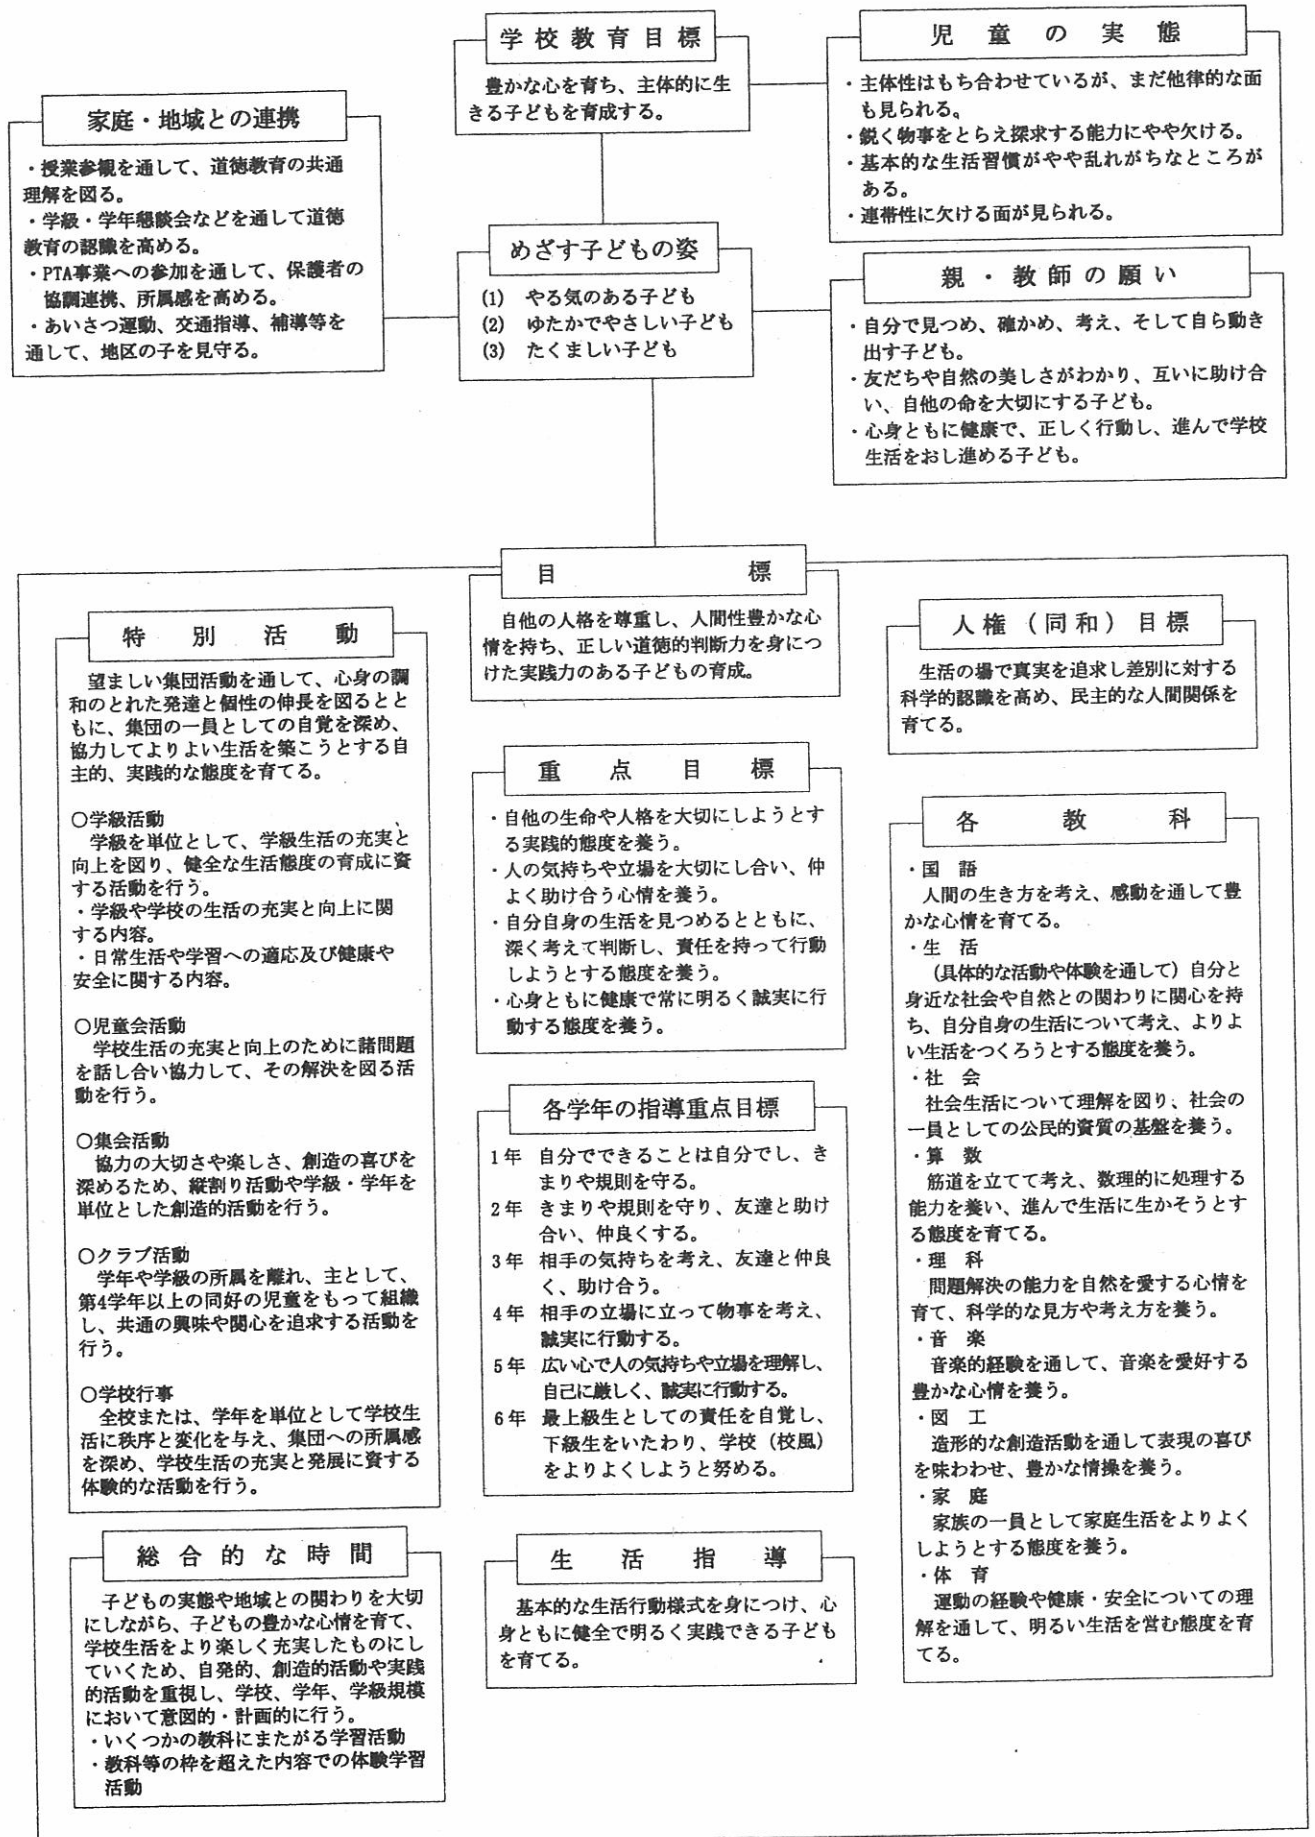 学校教育目標
豊かな心を育ち、主体的に生
きる子どもを育成する。
児童の実態
・主体性はもち合わせているが、まだ他律的な面
も見られる。
・鋭く物事をとらえ探求する能力にやや欠ける。
・基本的な生活習慣がやや乱れがちなところが
ある。
・連帯性に欠ける面が見られる。
家庭・地域との連携
・授業参観を通して、道徳教育の共通
理解を図る。
・学級・学年懇談会などを通して道徳
教育の認識を高める。
・PTA事業への参加を通して、保護者の
協調連携、所属感を高める。
・あいさつ運動、交通指導、補導等を
通して、地区の子を見守る。
めざす子どもの姿
(1) やる気のある子ども
(2) ゆたかでやさしい子ども
(3) たくましい子ども
親・教師の願い
・自分で見つめ、確かめ、考え、そして自ら動き
出す子ども。
・友だちや自然の美しさがわかり、互いに助け合
い、自他の命を大切にする子ども。
・心身ともに健康で、正しく行動し、進んで学校
生活をおし進める子ども。
目標
自他の人格を尊重し、人間性豊かな心
情を持ち、正しい道徳的判断力を身につ
けた実践力のある子どもの育成。
特別活動
望ましい集団活動を通して、心身の調
和のとれた発達と個性の伸長を図るとと
もに、集団の一員としての自覚を深め、
協力してよりよい生活を築こうとする自
主的、実践的な態度を育てる。
○学級活動
学級を単位として、学級生活の充実と
向上を図り、健全な生活態度の育成に資
する活動を行う。
・学級や学校の生活の充実と向上に関
する内容。
・日常生活や学習への適応及び健康や
安全に関する内容。
○児童会活動
学校生活の充実と向上のために諸問題
を話し合い協力して、その解決を図る活
動を行う。
○集会活動
協力の大切さや楽しさ、創造の喜びを
深めるため、縦割り活動や学級・学年を
単位とした創造的活動を行う。
○クラブ活動
学年や学級の所属を離れ、主として、
第4学年以上の同好の児童をもって組織
し、共通の興味や関心を追求する活動を
行う。
○学校行事
全校または、学年を単位として学校生
活に秩序と変化を与え、集団への所属感
を深め、学校生活の充実と発展に資する
体験的な活動を行う。
総合的な時間
子どもの実態や地域との関わりを大切
にしながら、子どもの豊かな心情を育て、
学校生活をより楽しく充実したものにし
ていくため、自発的、創造的活動や実践
的活動を重視し、学校、学年、学級規模
において意図的・計画的に行う。
・いくつかの教科にまたがる学習活動
・教科等の枠を超えた内容での体験学習
活動
重点目標
・自他の生命や人格を大切にしようとす
る実践的態度を養う。
・人の気持ちや立場を大切にし合い、仲
よく助け合う心情を養う。
・自分自身の生活を見つめるとともに、
深く考えて判断し、責任を持って行動
しようとする態度を養う。
・心身ともに健康で常に明るく誠実に行
動する態度を養う。
各学年の指導重点目標
1年 自分でできることは自分でし、き
まりや規則を守る。
2年 きまりや規則を守り、友達と助け
合い、仲良くする。
3年 相手の気持ちを考え、友達と仲良
く、助け合う。
4年 相手の立場に立って物事を考え、
誠実に行動する。
5年 広い心で人の気持ちや立場を理解し、
自己に厳しく、誠実に行動する。
6年 最上級生としての責任を自覚し、
下級生をいたわり、学校（校風）
をよりよくしようと努める。
生活指導
基本的な生活行動様式を身につけ、心
身ともに健全で明るく実践できる子ども
を育てる。
人権（同和）目標
生活の場で真実を追求し差別に対する
科学的認識を高め、民主的な人間関係を
育てる。
各教科
・国語
人間の生き方を考え、感動を通して豊
かな心情を育てる。
・生活
（具体的な活動や体験を通して）自分と
身近な社会や自然との関わりに関心を持
ち、自分自身の生活について考え、よりよ
い生活をつくろうとする態度を養う。
・社会
社会生活について理解を図り、社会の
一員としての公民的資質の基盤を養う。
・算数
筋道を立てて考え、数理的に処理する
能力を養い、進んで生活に生かそうとす
る態度を育てる。
・理科
問題解決の能力を自然を愛する心情を
育て、科学的な見方や考え方を養う。
・音楽
音楽的経験を通して、音楽を愛好する
豊かな心情を養う。
・図工
造形的な創造活動を通して表現の喜び
を味わわせ、豊かな情操を養う。
・家庭
家族の一員として家庭生活をよりよく
しようとする態度を養う。
・体育
運動の経験や健康・安全についての理
解を通して、明るい生活を営む態度を育
てる。